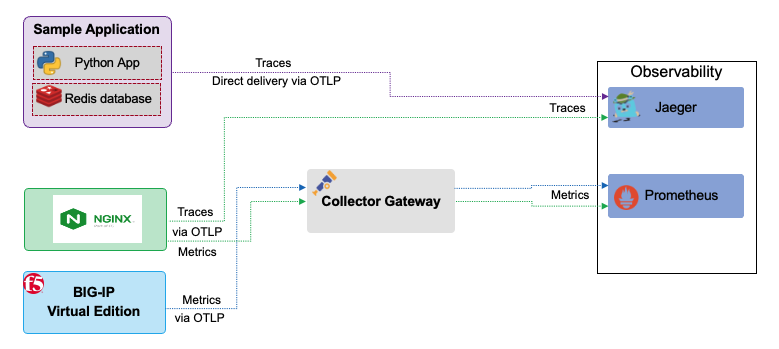 Sample Application
Python App
Redis database
Traces
Direct delivery via OTLP
Observability
Jaeger
Traces
Collector Gateway
Metrics
Prometheus
NGINX
Traces
via OTLP
Metrics
f5
BIG-IP
Virtual Edition
Metrics
via OTLP